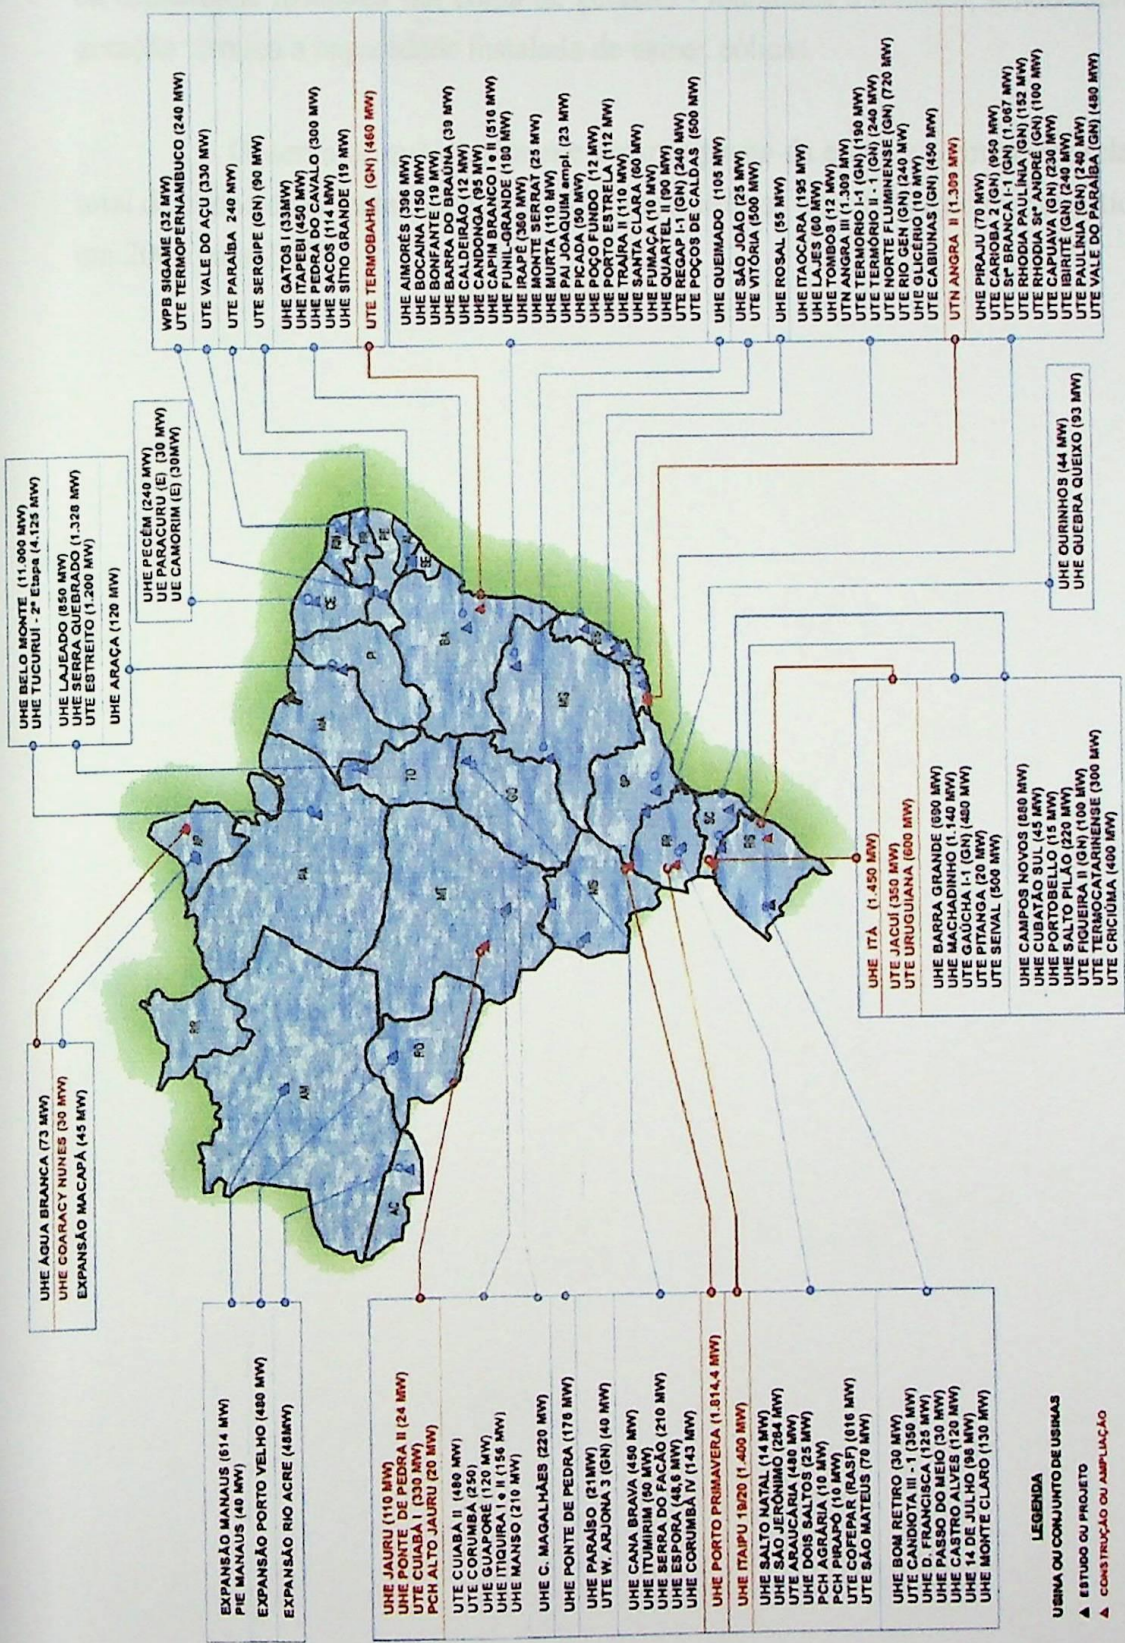 UHE ÁGUA BRANCA (73 MW)
UHE COARACY NUNES (30 MW)
EXPANSÃO MACAPÁ (45 MW)
UHE BELO MONTE (11.000 MW)
UHE TUCURUÍ - 2ª Etapa (4.125 MW)
UHE LAJEADO (850 MW)
UHE SERRA QUEBRADO (1.328 MW)
UTE ESTREITO (1.200 MW)
UHE ARAÇA (120 MW)
UHE PECÉM (240 MW)
UE PARACURU (E) (30 MW)
UE CAMORIM (E) (30MW)
WPB SIGAME (32 MW)
UTE TERMOPERNAMBUCO (240 MW)
UTE VALE DO AÇU (330 MW)
UTE PARAÍBA 240 MW)
UTE SERGIPE (GN) (90 MW)
UHE GATOS I (33MW)
UHE ITAPEBI (450 MW)
UHE PEDRA DO CAVALO (300 MW)
UHE SACOS (114 MW)
UHE SÍTIO GRANDE (19 MW)
UTE TERMOBAHIA (GN) (460 MW)
UHE AIMORÉS (396 MW)
UHE BOCAINA (150 MW)
UHE BONFANTE (19 MW)
UHE BARRA DO. BRAÚNA (39 MW)
UHE CALDEIRÃO (12 MW)
UHE CANDONGA (95 MW)
UHE CAPIM BRANCO I e II (516 MW)
UHE FUNIL-GRANDE (180 MW)
UHE IRAPÉ (360 MW)
UHE MONTE SERRAT (25 MW)
UHE MURTA (110 MW)
UHE PAI JOAQUIM ampl. (23 MW)
UHE PICADA (50 MW)
UHE POÇO FUNDO (12 MW)
UHE PORTO ESTRELA (112 MW)
UHE TRAÍRA II (110 MW)
UHE SANTA CLARA (60 MW)
UHE FUMAÇA (10 MW)
UHE QUARTEL II (90 MW)
UTE REGAP I-1 (GN) (240 MW)
UTE POÇOS DE CALDAS (500 MW)
UHE QUEIMADO (105 MW)
UHE SÃO JOÃO (25 MW)
UTE VITÓRIA (500 MW)
UHE ROSAL (55 MW)
UHE ITAOCARA (195 MW)
UHE LAJES (60 MW)
UHE TOMBOS (12 MW)
UTN ANGRA III (1.309 MW)
UTE TERMORIO I-1 (GN) (190 MW)
UTE TERMÓRIO II - 1 (GN) (240 MW)
UTE NORTE FLUMINENSE (GN) (720 MW)
UTE RIO GEN (GN) (240 MW)
UHE GLICÉRIO (10 MW)
UTE CABIUNAS (GN) (450 MW)
UTN ANGRA II (1.309 MW)
UHE PIRAJU (70 MW)
UTE CARIOBA 2 (GN) (950 MW)
UTE Stª BRANCA I-1 (GN) (1.067 MW)
UTE RHODIA PAULÍNIA (GN) (152 MW)
UTE RHODIA Stº ANDRÉ (GN) (100 MW)
UTE CAPUAVA (GN) (230 MW)
UTE IBIRITÉ (GN) (240 MW)
UTE PAULÍNIA (GN) (240 MW)
UTE VALE DO PARAÍBA (GN) (480 MW)
UHE OURINHOS (44 MW)
UHE QUEBRA QUEIXO (93 MW)
RR
AP
AM
PA
MA
PI
CE
RN
PB
PE
AL
SE
BA
TO
AC
RO
MT
GO
MG
ES
MS
SP
PR
SC
RS
EXPANSÃO MANAUS (614 MW)
PIE MANAUS (40 MW)
EXPANSÃO PORTO VELHO (480 MW)
EXPANSÃO RIO ACRE (48MW)
UHE JAURU (110 MW)
UHE PONTE DE PEDRA II (24 MW)
UTE CUIABÁ I (330 MW)
PCH ALTO JAURU (20 MW)
UTE CUIABÁ II (480 MW)
UTE CORUMBÁ (250)
UHE GUAPORÉ (120 MW)
UHE ITIQUIRA I e II (156 MW)
UHE MANSO (210 MW)
UHE C. MAGALHÃES (220 MW)
UHE PONTE DE PEDRA (176 MW)
UHE PARAÍSO (21MW)
UTE W. ARJONA 3 (GN) (40 MW)
UHE CANA BRAVA (450 MW)
UHE ITUMIRIM (50 MW)
UHE SERRA DO FACÃO (210 MW)
UHE ESPORA (48,6 MW)
UHE CORUMBÁ IV (143 MW)
UHE PORTO PRIMAVERA (1.814,4 MW)
UHE ITAIPU 19/20 (1.400 MW)
UHE SALTO NATAL (14 MW)
UHE SÃO JERÔNIMO (284 MW)
UTE ARAUCÁRIA (480 MW)
UHE DOIS SALTOS (25 MW)
PCH AGRÁRIA (10 MW)
PCH PIRAPÓ (10 MW)
UTE COFEPAR (RASF) (616 MW)
UTE SÃO MATEUS (70 MW)
UHE BOM RETIRO (30 MW)
UTE CANDIOTA III - 1 (350 MW)
UHE D. FRANCISCA (125 MW)
UHE PASSO DO MEIO (30 MW)
UHE CASTRO ALVES (120 MW)
UHE 14 DE JULHO (98 MW)
UHE MONTE CLARO (130 MW)
UHE ITÁ (1.450 MW)
UTE JACUÍ (350 MW)
UTE URUGUIANA (600 MW)
UHE BARRA GRANDE (690 MW)
UHE MACHADINHO (1.140 MW)
UTE GAÚCHA I-1 (GN) (480 MW)
UTE PITANGA (20 MW)
UTE SEIVAL (500 MW)
UHE CAMPOS NOVOS (880 MW)
UHE CUBATÃO SUL (45 MW)
UHE PORTOBELLO (15 MW)
UHE SALTO PILÃO (220 MW)
UTE FIGUEIRA II (GN) (100 MW)
UTE TERMOCATARINENSE (300 MW)
UTE CRICIÚMA (400 MW)
LEGENDA
USINA OU CONJUNTO DE USINAS
ESTUDO OU PROJETO
CONSTRUÇÃO OU AMPLIAÇÃO